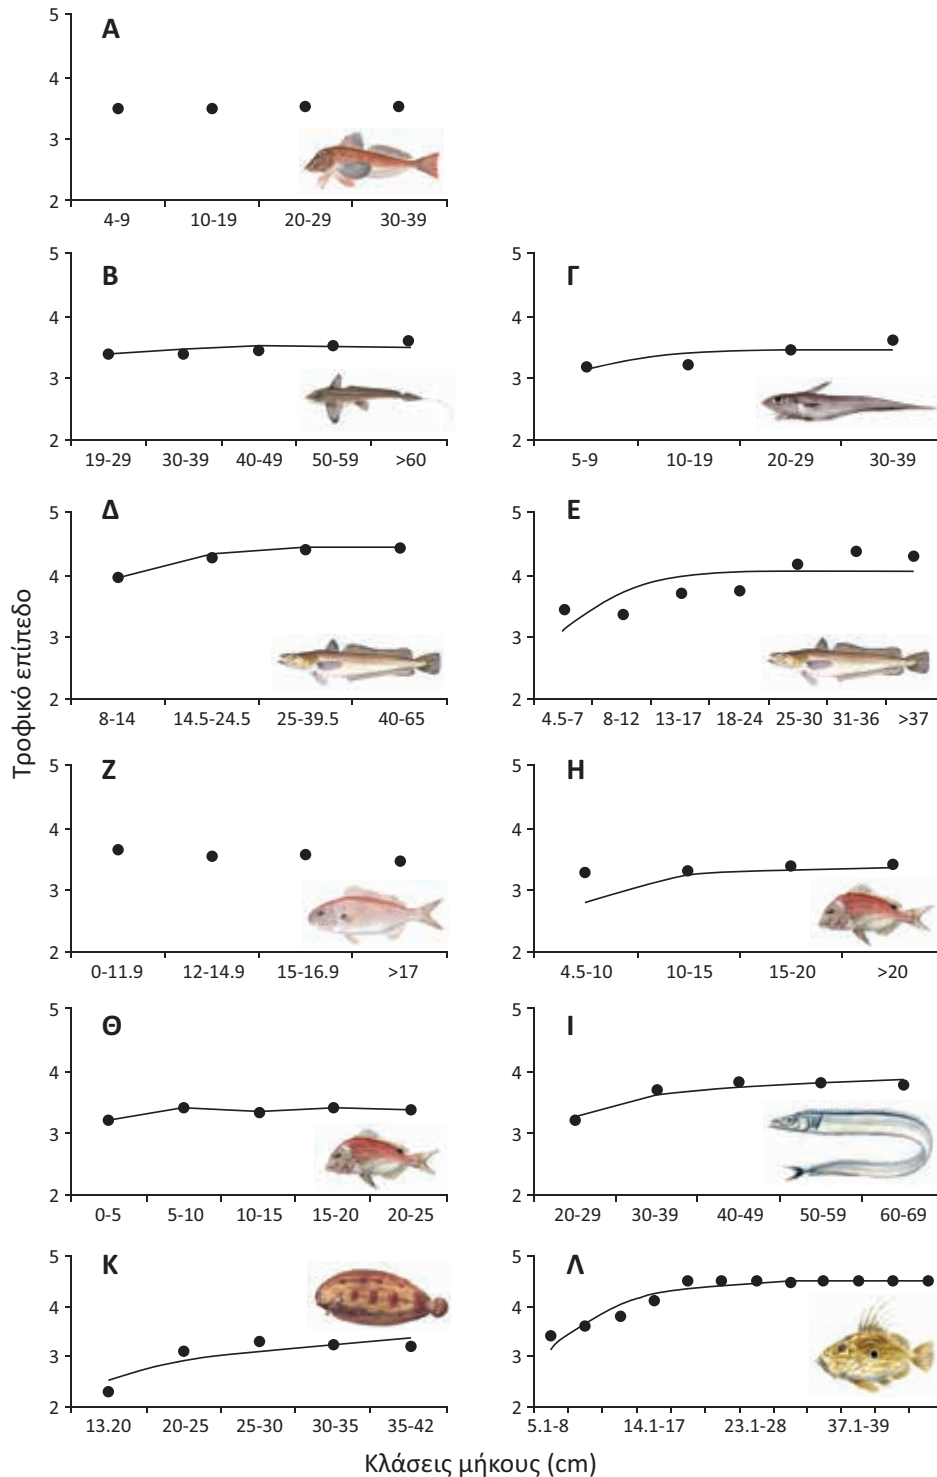 Τροφικό επίπεδο
Α
5
4
3
2
4-9 10-19 20-29 30-39
Β
5
4
3
2
19-29 30-39 40-49 50-59 >60
Γ
5
4
3
2
5-9 10-19 20-29 30-39
Δ
5
4
3
2
8-14 14.5-24.5 25-39.5 40-65
Ε
5
4
3
2
4.5-7 8-12 13-17 18-24 25-30 31-36 >37
Ζ
5
4
3
2
0-11.9 12-14.9 15-16.9 >17
Η
5
4
3
2
4.5-10 10-15 15-20 >20
Θ
5
4
3
2
0-5 5-10 10-15 15-20 20-25
Ι
5
4
3
2
20-29 30-39 40-49 50-59 60-69
Κ
5
4
3
2
13.20 20-25 25-30 30-35 35-42
Λ
5
4
3
2
5.1-8 14.1-17 23.1-28 37.1-39
Κλάσεις μήκους (cm)